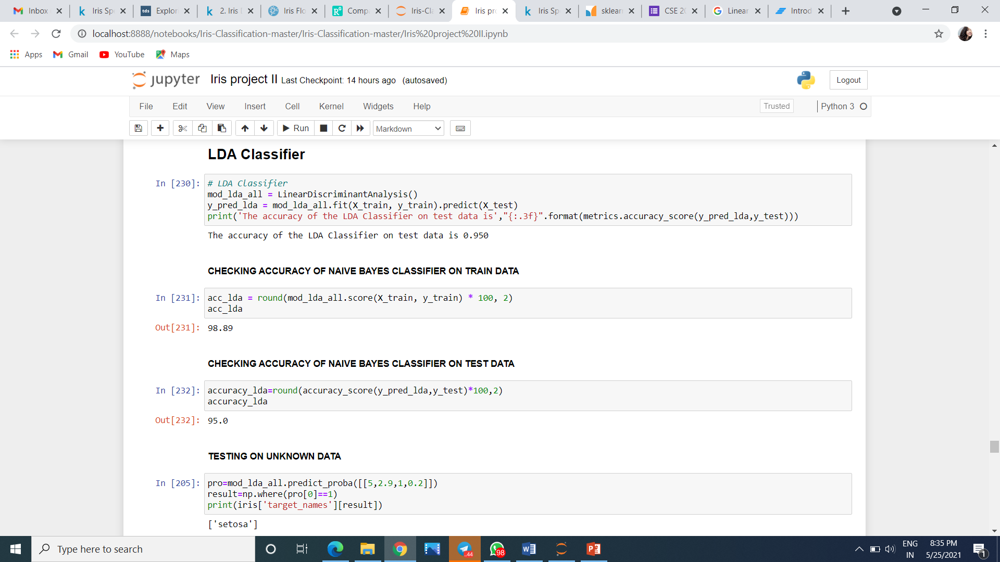 Inbox
Iris Sp
tds Explor
2. Iris
Iris Flo
Comp
Iris-Cl
Iris pr
Iris Sp
sklear
CSE 20
Linear
Introd
localhost:8888/notebooks/Iris-Classification-master/Iris-Classification-master/Iris%20project%20II.ipynb
Apps Gmail YouTube Maps
jupyter Iris project II Last Checkpoint: 14 hours ago (autosaved) Logout
File Edit View Insert Cell Kernel Widgets Help Trusted Python 3
Run Markdown
LDA Classifier
In [230]: # LDA Classifier
mod_lda_all = LinearDiscriminantAnalysis()
y_pred_lda = mod_lda_all.fit(X_train, y_train).predict(X_test)
print('The accuracy of the LDA Classifier on test data is',"{:.3f}".format(metrics.accuracy_score(y_pred_lda,y_test)))
The accuracy of the LDA Classifier on test data is 0.950
CHECKING ACCURACY OF NAIVE BAYES CLASSIFIER ON TRAIN DATA
In [231]: acc_lda = round(mod_lda_all.score(X_train, y_train) * 100, 2)
acc_lda
Out[231]: 98.89
CHECKING ACCURACY OF NAIVE BAYES CLASSIFIER ON TEST DATA
In [232]: accuracy_lda=round(accuracy_score(y_pred_lda,y_test)*100,2)
accuracy_lda
Out[232]: 95.0
TESTING ON UNKNOWN DATA
In [205]: pro=mod_lda_all.predict_proba([[5,2.9,1,0.2]])
result=np.where(pro[0]==1)
print(iris['target_names'][result])
['setosa']
Type here to search
..44
98
ENG
IN
8:35 PM
5/25/2021
1